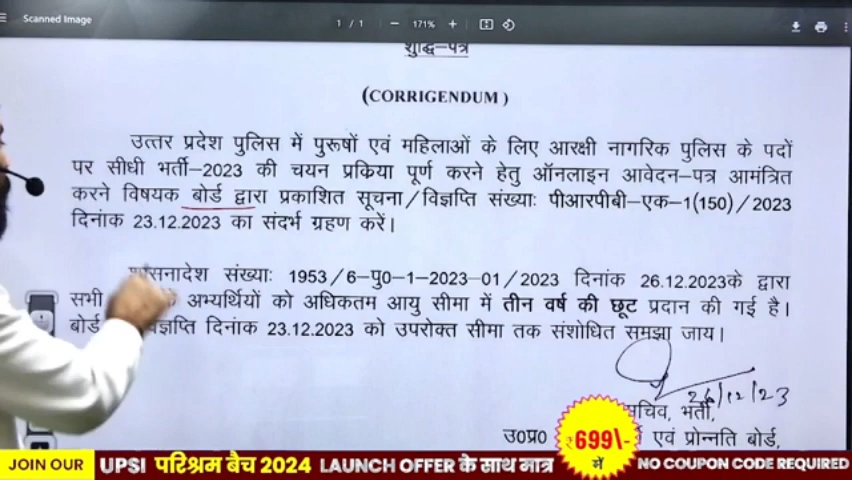 Scanned Image
1 / 1 − 171% +
शुद्धि–पत्र
(CORRIGENDUM)
उत्तर प्रदेश पुलिस में पुरूषों एवं महिलाओं के लिए आरक्षी नागरिक पुलिस के पदों
पर सीधी भर्ती–2023 की चयन प्रक्रिया पूर्ण करने हेतु ऑनलाइन आवेदन–पत्र आमंत्रित
करने विषयक बोर्ड द्वारा प्रकाशित सूचना/विज्ञप्ति संख्याः पीआरपीबी–एक–1(150)/2023
दिनांक 23.12.2023 का संदर्भ ग्रहण करें।
शासनादेश संख्याः 1953/6–पु0–1–2023–01/2023 दिनांक 26.12.2023के द्वारा
सभी अभ्यर्थियों को अधिकतम आयु सीमा में तीन वर्ष की छूट प्रदान की गई है।
बोर्ड विज्ञप्ति दिनांक 23.12.2023 को उपरोक्त सीमा तक संशोधित समझा जाय।
26/12/23
सचिव, भर्ती,
उ0प्र0 एवं प्रोन्नति बोर्ड,
JOIN OUR UPSI परिश्रम बैच 2024 LAUNCH OFFER के साथ मात्र ₹699/- में NO COUPON CODE REQUIRED